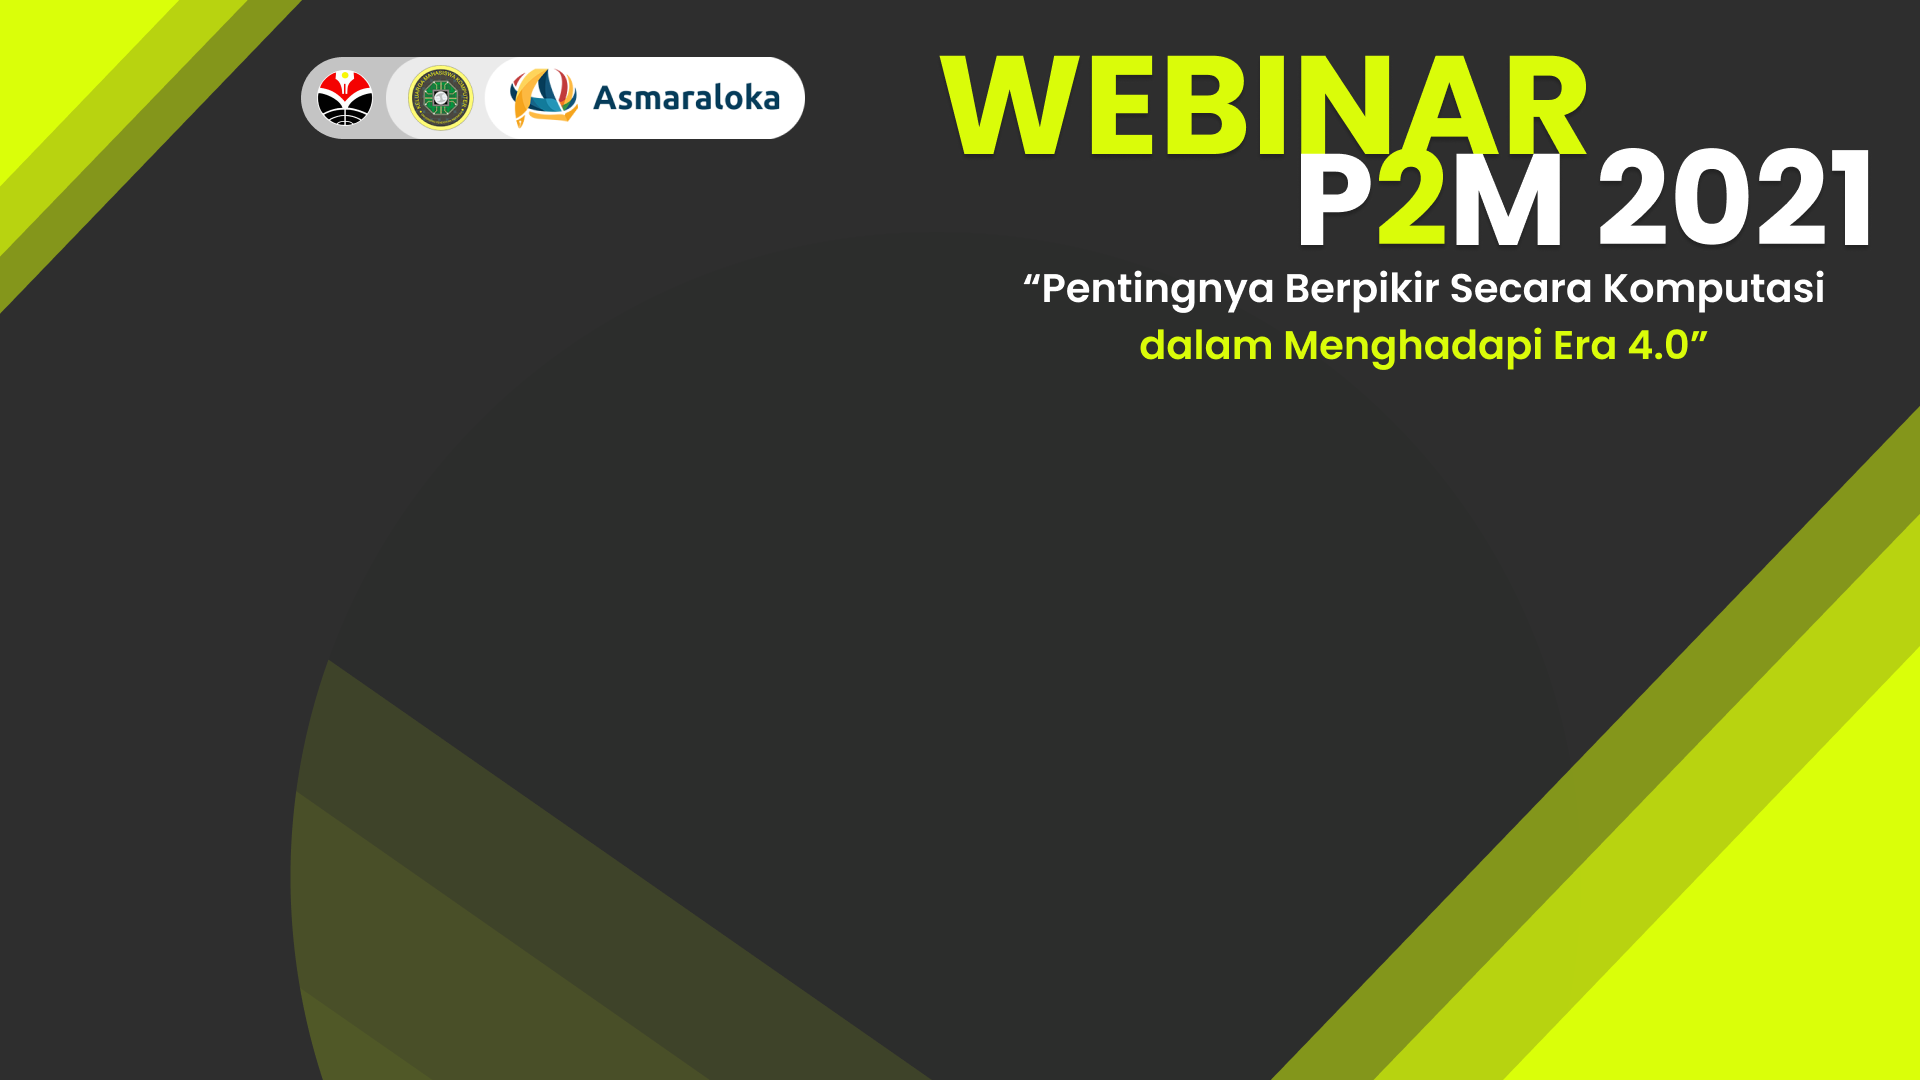 Asmaraloka
WEBINAR
P2M 2021
“Pentingnya Berpikir Secara Komputasi
dalam Menghadapi Era 4.0”